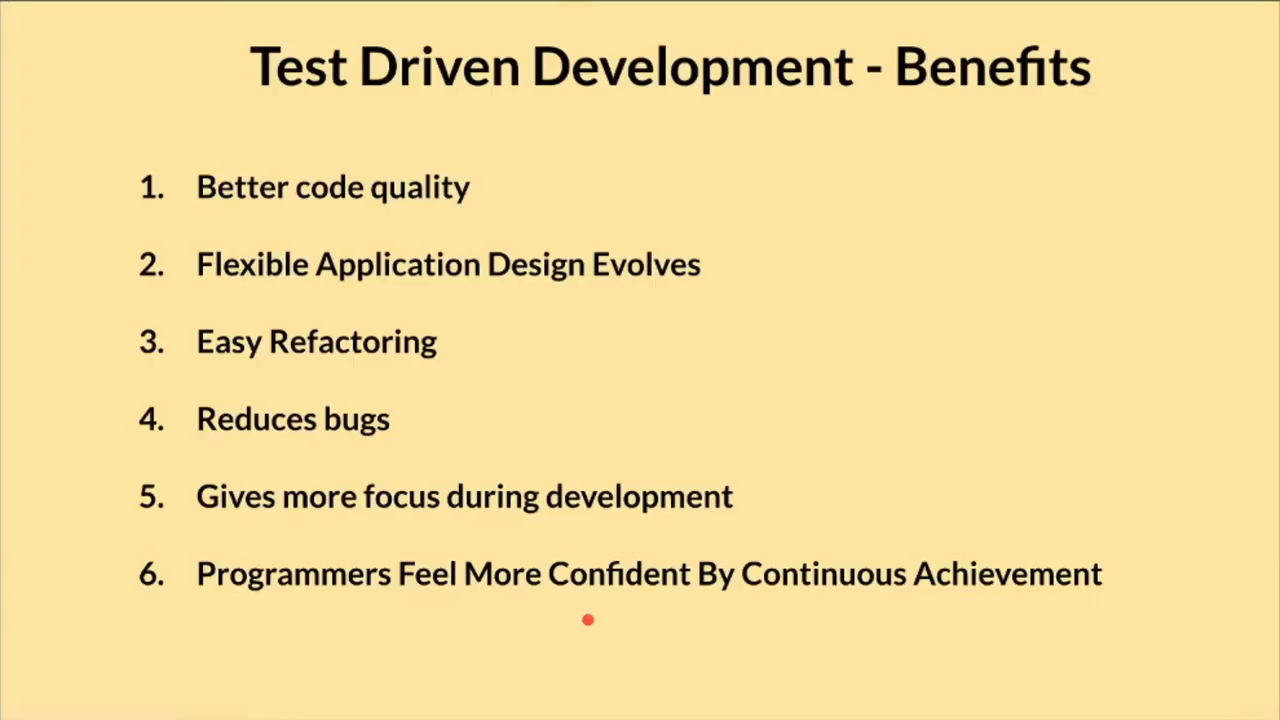 Test Driven Development - Benefits
1. Better code quality
2. Flexible Application Design Evolves
3. Easy Refactoring
4. Reduces bugs
5. Gives more focus during development
6. Programmers Feel More Confident By Continuous Achievement